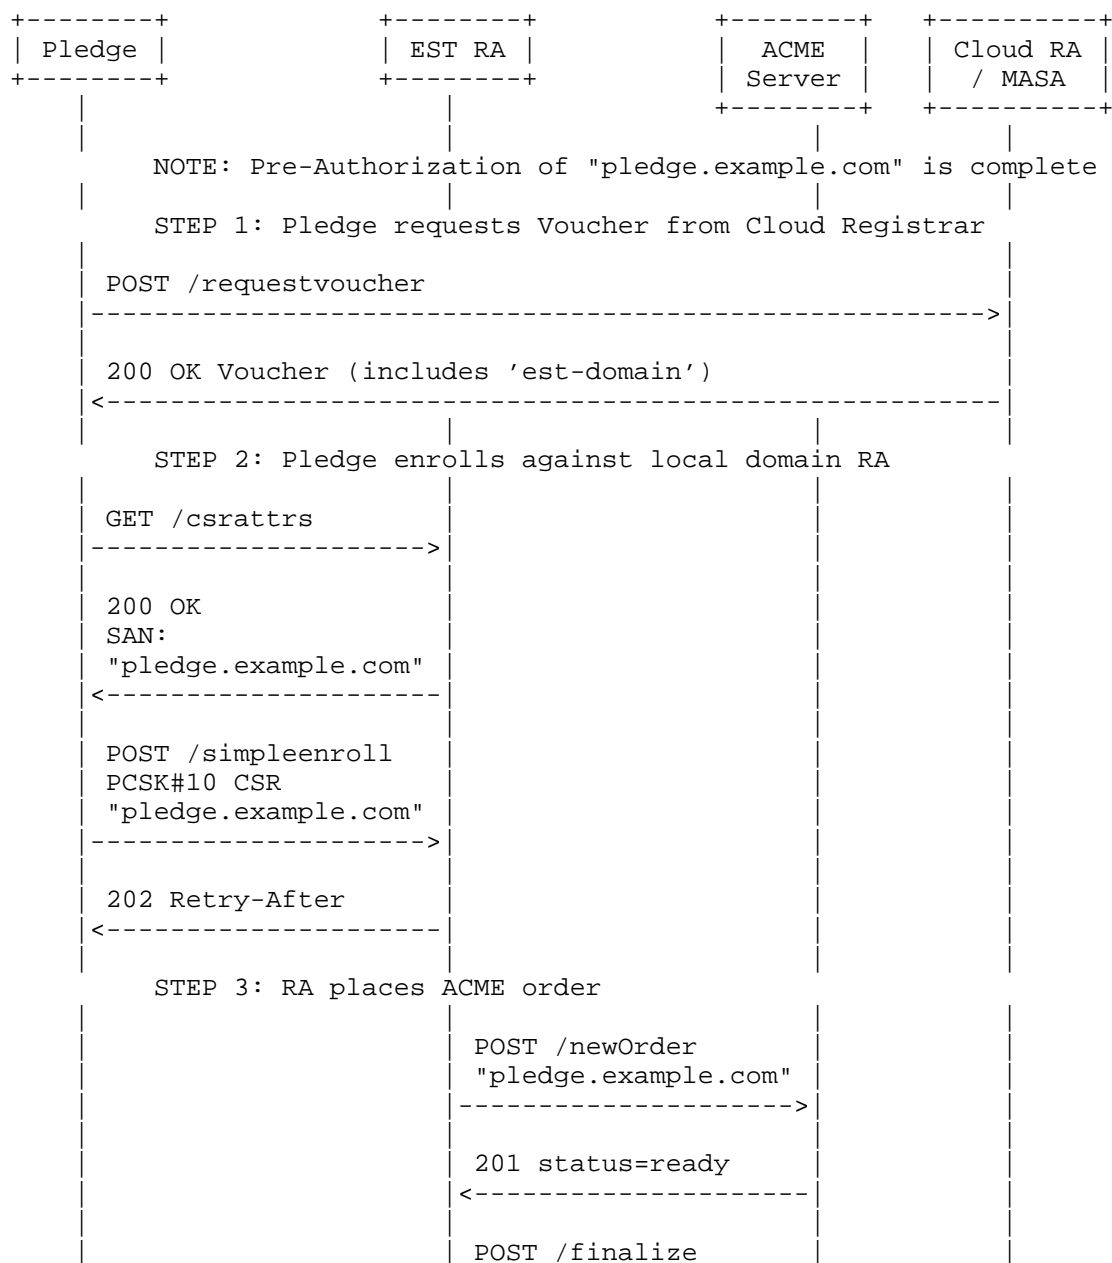 +--------+ +--------+ +--------+ +----------+
| Pledge | | EST RA | | ACME | | Cloud RA |
+--------+ +--------+ | Server | | / MASA |
+--------+ +----------+
NOTE: Pre-Authorization of "pledge.example.com" is complete
STEP 1: Pledge requests Voucher from Cloud Registrar
POST /requestvoucher
-------------------------------------------------------->
200 OK Voucher (includes ’est-domain’)
<--------------------------------------------------------
STEP 2: Pledge enrolls against local domain RA
GET /csrattrs
--------------------->
200 OK
SAN:
"pledge.example.com"
<---------------------
POST /simpleenroll
PCSK#10 CSR
"pledge.example.com"
--------------------->
202 Retry-After
<---------------------
STEP 3: RA places ACME order
POST /newOrder
"pledge.example.com"
--------------------->
201 status=ready
<---------------------
POST /finalize